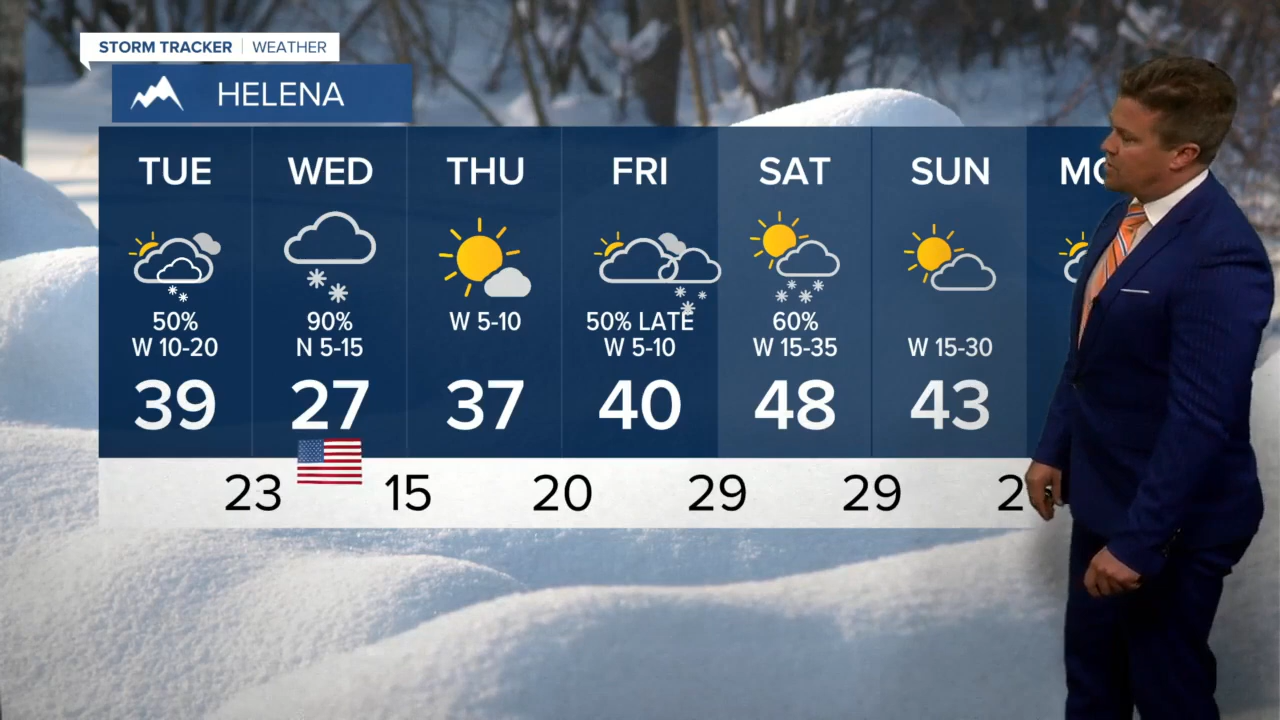 STORM TRACKER | WEATHER
HELENA
TUE WED THU FRI SAT SUN
50% 90% W 5-10 50% LATE 60%
W 10-20 N 5-15 W 5-10 W 15-35 W 15-30
39 27 37 40 48 43
23 15 20 29 29